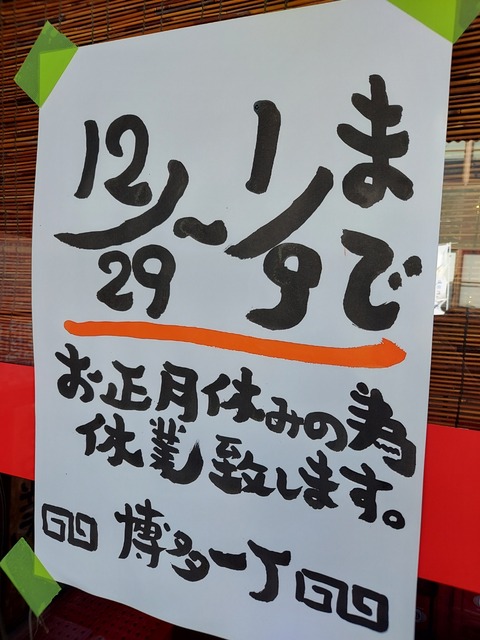 12/29～1/9まで
お正月休みの為
休業致します。
博多一丁